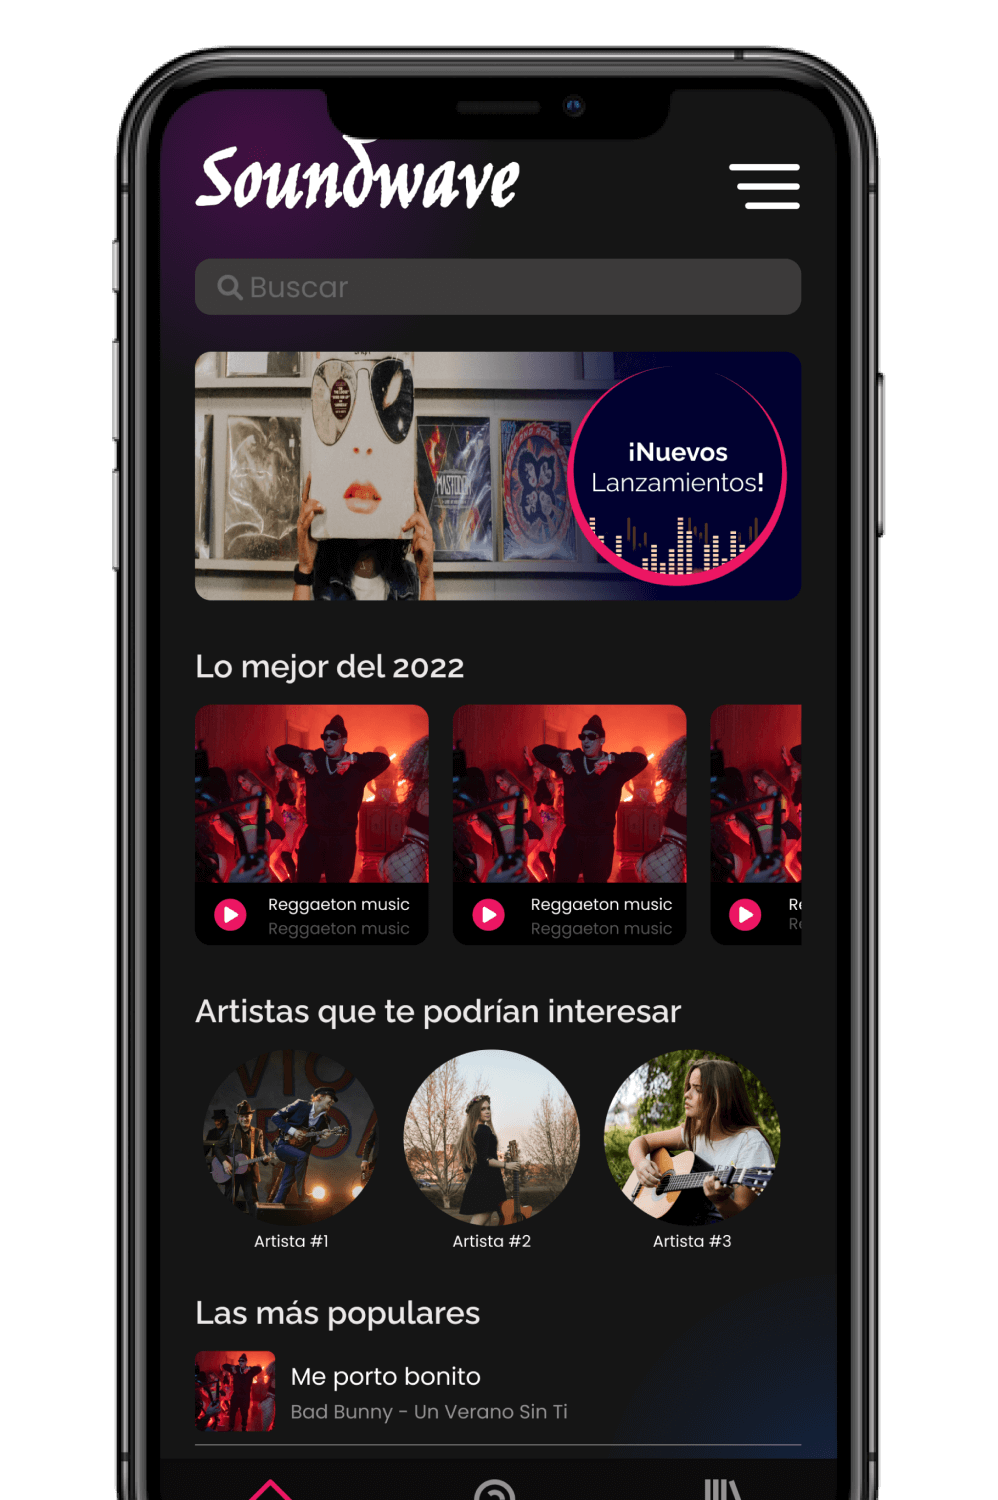 Soundwave
Buscar
MASTODON
¡Nuevos
Lanzamientos!
Lo mejor del 2022
Reggaeton music
Reggaeton music
Reggaeton music
Reggaeton music
Artistas que te podrían interesar
Artista #1
Artista #2
Artista #3
Las más populares
Me porto bonito
Bad Bunny - Un Verano Sin Ti